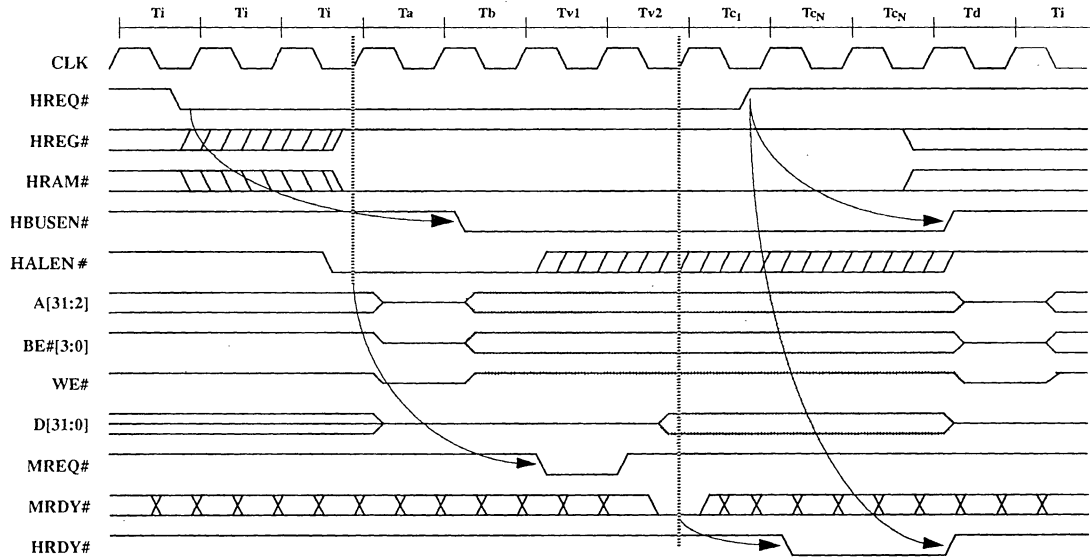 Ti Ti Ti Ta Tb Tv1 Tv2 Tc1 TcN TcN Td Ti
CLK
HREQ#
HREG#
HRAM#
HBUSEN#
HALEN#
A[31:2]
BE#[3:0]
WE#
D[31:0]
MREQ#
MRDY#
HRDY#